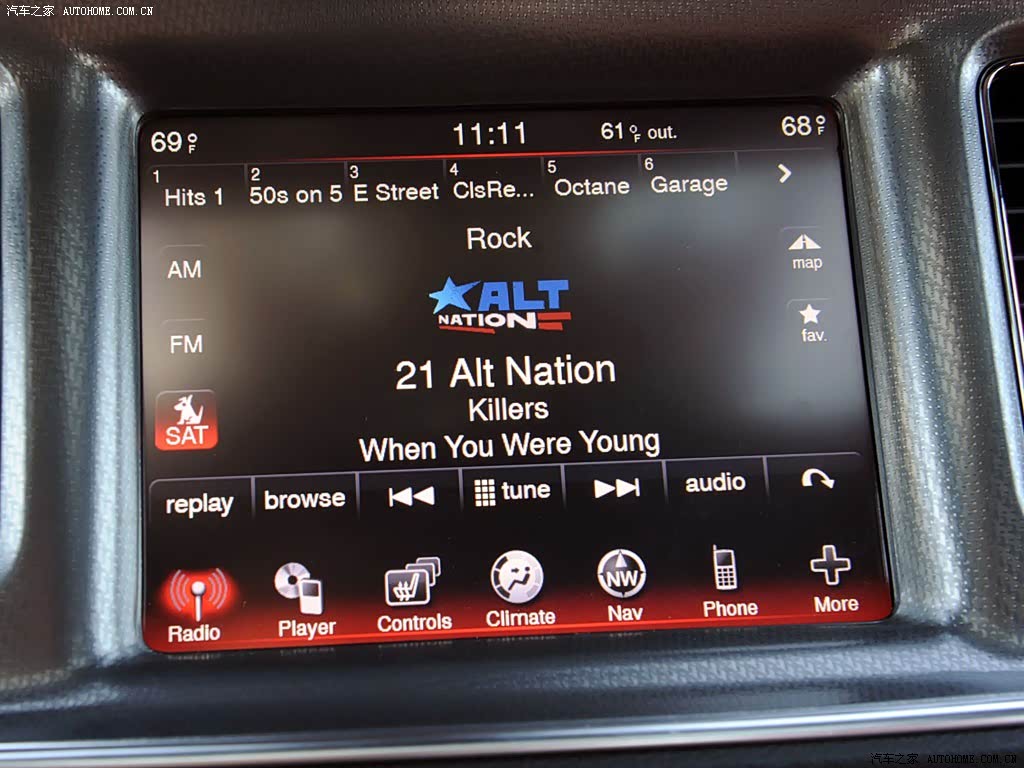 汽车之家 AUTOHOME.COM.CN
69°F 11:11 61°F out. 68°F
1 Hits 1 2 50s on 5 3 E Street 4 ClsRe... 5 Octane 6 Garage
Rock
map
AM
ALT
NATION
fav.
FM
21 Alt Nation
Killers
SAT
When You Were Young
replay browse tune audio
NW
Radio Player Controls Climate Nav Phone More
汽车之家 AUTOHOME.COM.CN